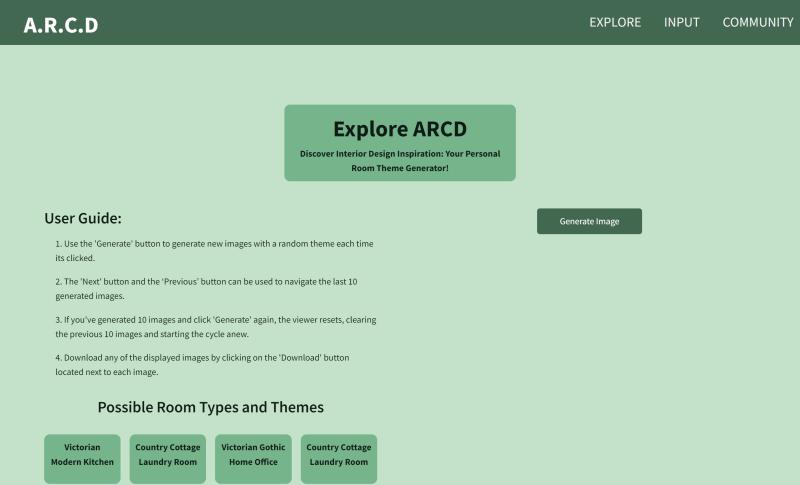 A.R.C.D
EXPLORE INPUT COMMUNITY
Explore ARCD
Discover Interior Design Inspiration: Your Personal
Room Theme Generator!
User Guide:
1. Use the 'Generate' button to generate new images with a random theme each time
its clicked.
2. The 'Next' button and the 'Previous' button can be used to navigate the last 10
generated images.
3. If you've generated 10 images and click 'Generate' again, the viewer resets, clearing
the previous 10 images and starting the cycle anew.
4. Download any of the displayed images by clicking on the 'Download' button
located next to each image.
Generate Image
Possible Room Types and Themes
Victorian
Modern Kitchen
Country Cottage
Laundry Room
Victorian Gothic
Home Office
Country Cottage
Laundry Room